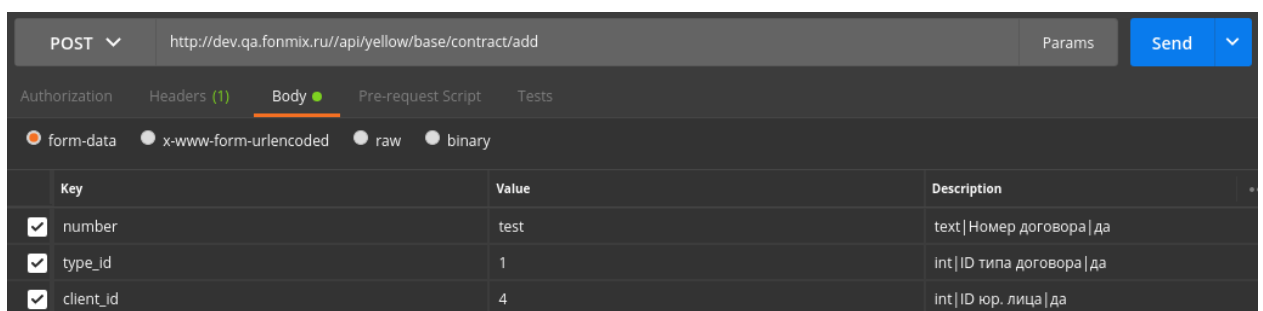 POST http://dev.qa.fonmix.ru//api/yellow/base/contract/add Params Send
Authorization Headers (1) Body Pre-request Script Tests
form-data x-www-form-urlencoded raw binary
Key Value Description
number test text|Номер договора|да
type_id 1 int|ID типа договора|да
client_id 4 int|ID юр. лица|да